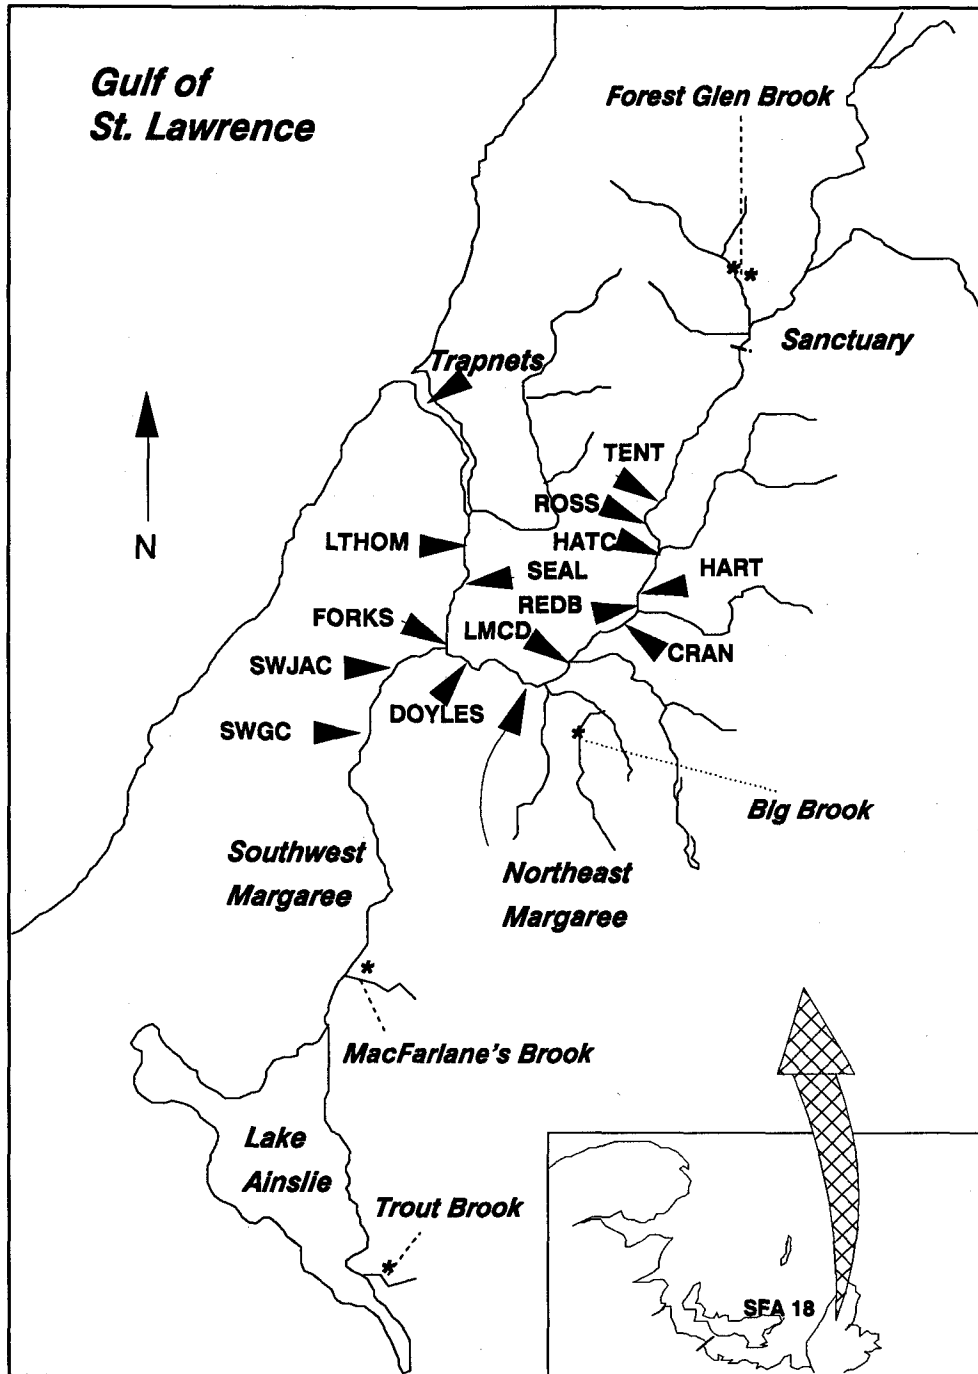 Gulf of
St. Lawrence
Forest Glen Brook
*
*
Sanctuary
Trapnets
TENT
ROSS
LTHOM
HATC
SEAL
HART
REDB
FORKS
LMCD
CRAN
SWJAC
DOYLES
SWGC
*
N
Big Brook
Southwest
Margaree
Northeast
Margaree
*
MacFarlane's Brook
Lake
Ainslie
Trout Brook
*
SFA 18